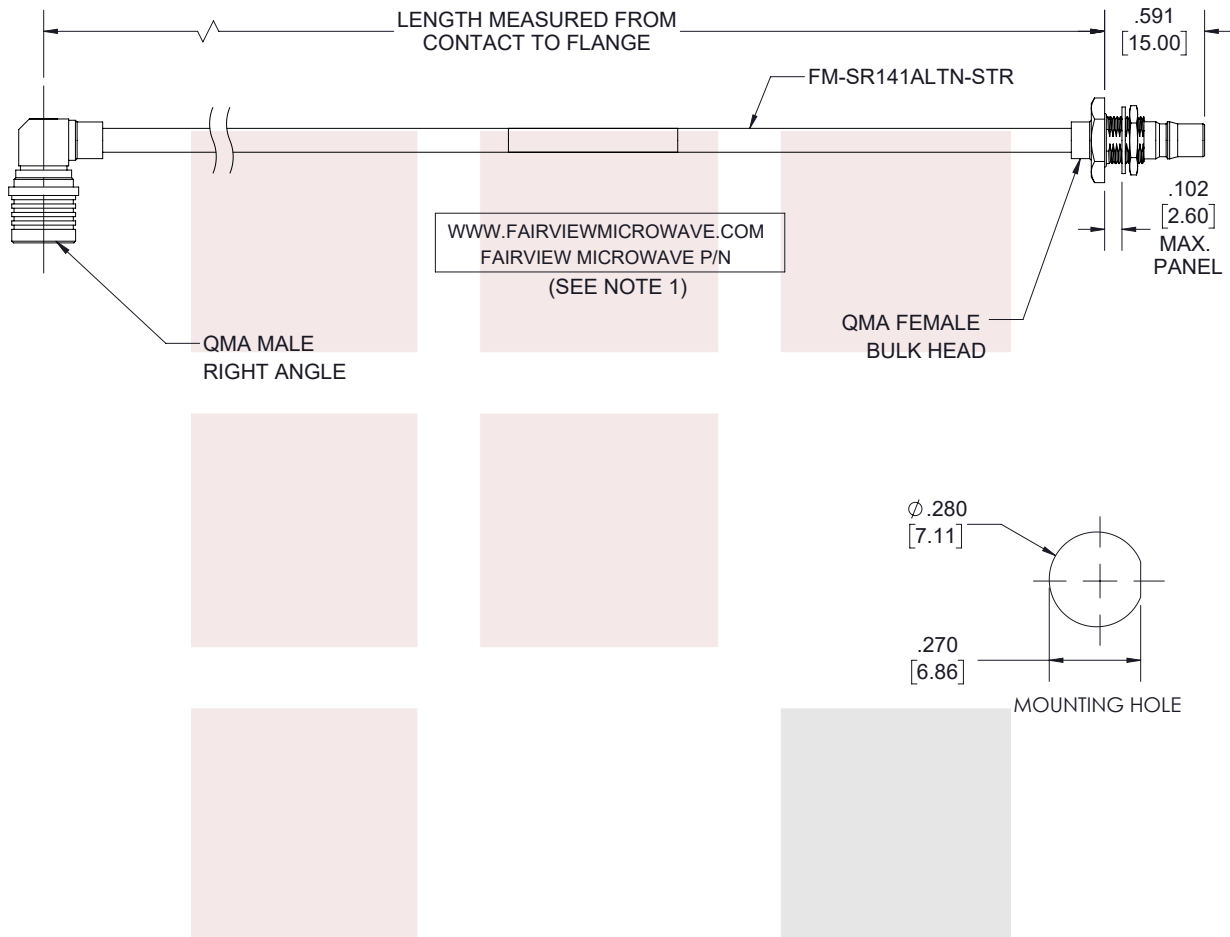 LENGTH MEASURED FROM
CONTACT TO FLANGE
.591
[15.00]
FM-SR141ALTN-STR
.102
[2.60]
MAX.
PANEL
WWW.FAIRVIEWMICROWAVE.COM
FAIRVIEW MICROWAVE P/N
(SEE NOTE 1)
QMA MALE
RIGHT ANGLE
QMA FEMALE
BULK HEAD
∅.280
[7.11]
.270
[6.86]
MOUNTING HOLE